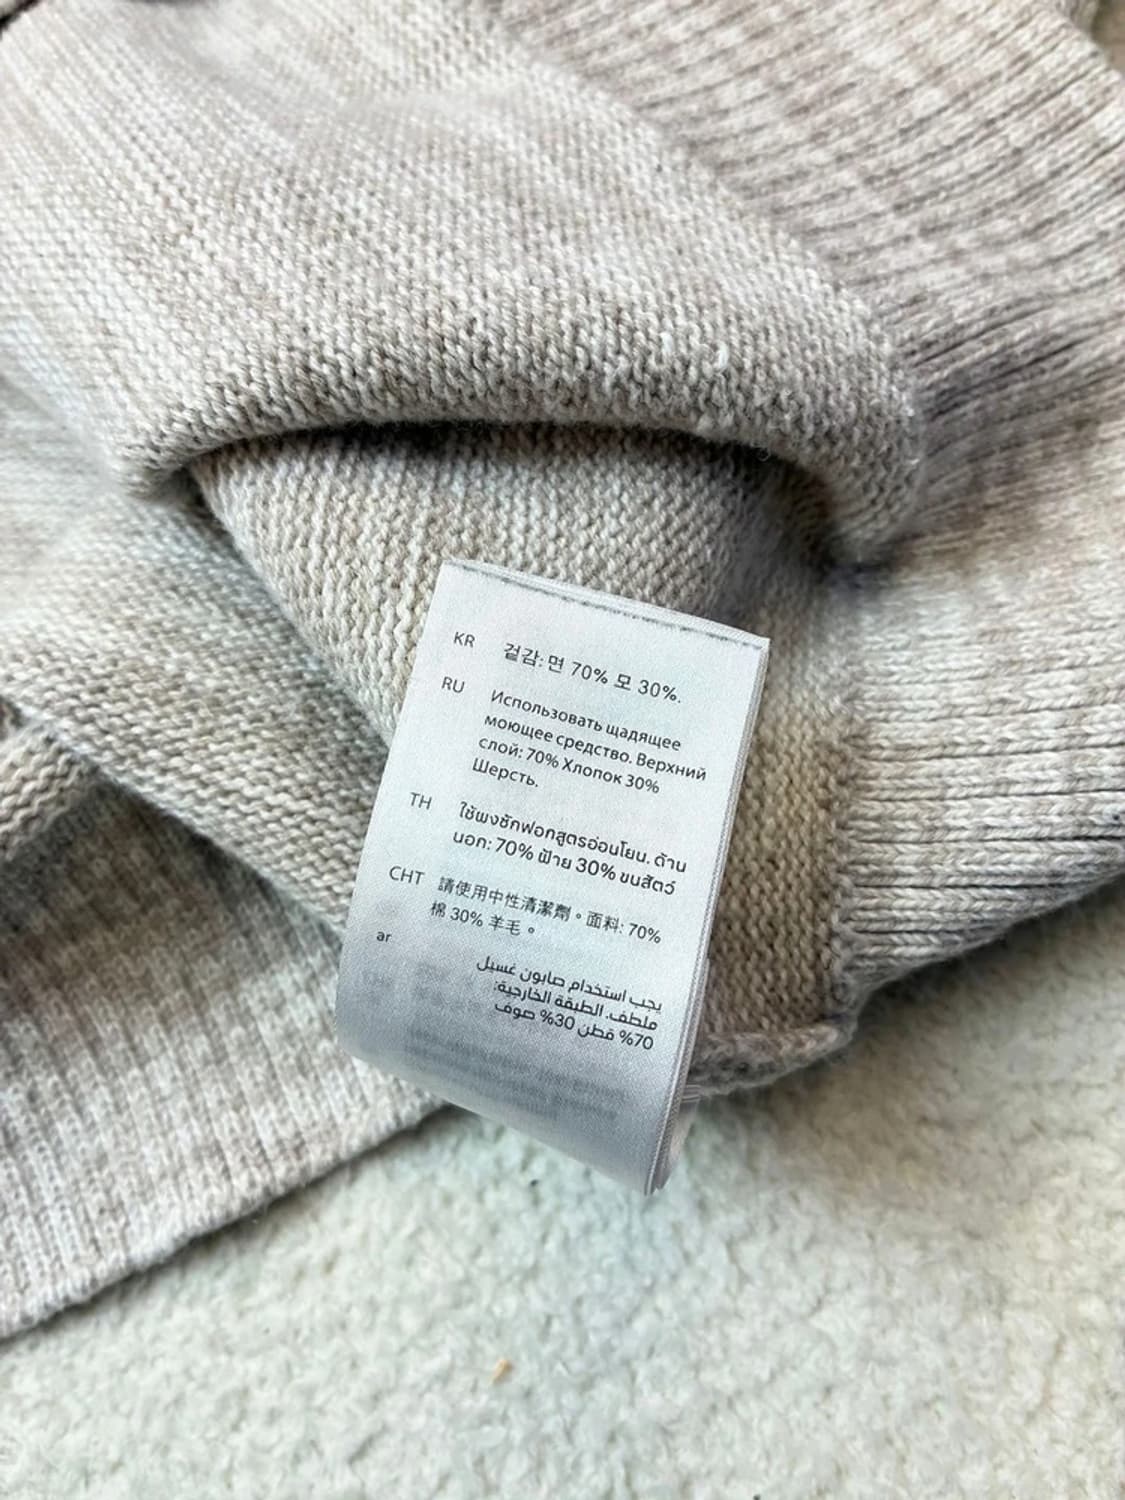 KR 겉감: 면 70% 모 30%.
RU Использовать щадящее
моющее средство. Верхний
слой: 70% Хлопок 30%
Шерсть.
TH ใช้ผงซักฟอกสูตรอ่อนโยน. ด้าน
นอก: 70% ฝ้าย 30% ขนสัตว์
CHT 請使用中性清潔劑。面料: 70%
棉 30% 羊毛。
ar يجب استخدام صابون غسيل
ملطف. الطبقة الخارجية:
70% قطن 30% صوف